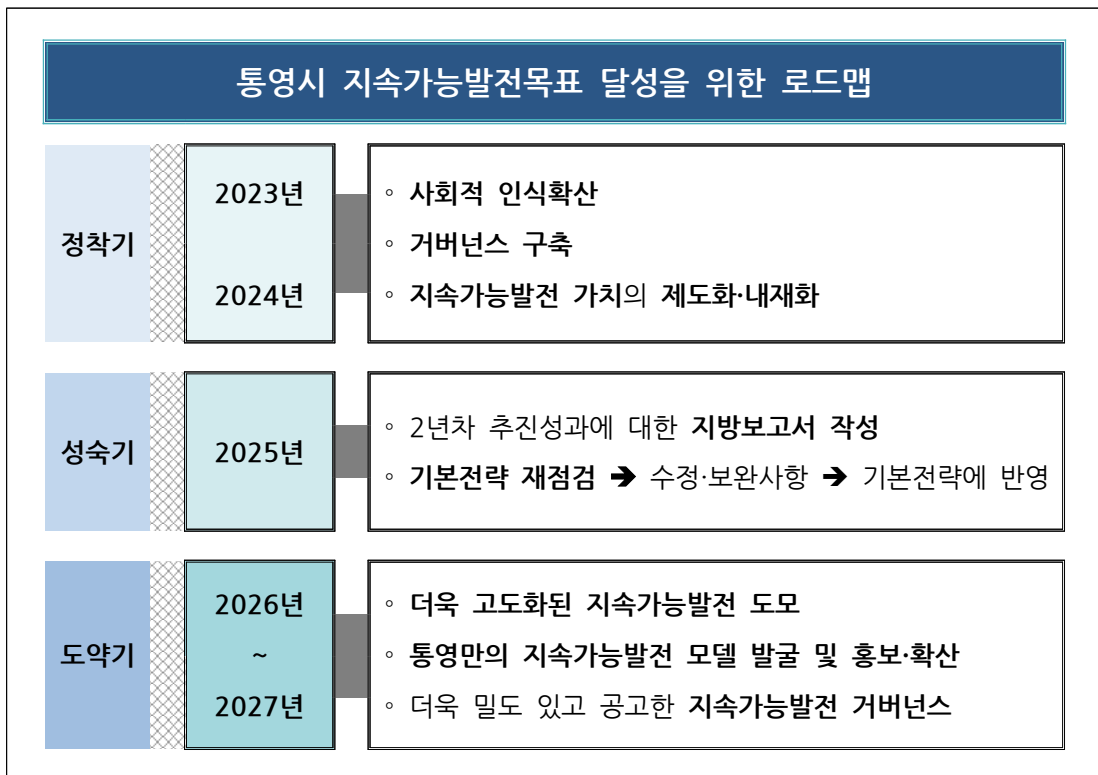 통영시 지속가능발전목표 달성을 위한 로드맵
정착기
2023년
2024년
◦ 사회적 인식확산
◦ 거버넌스 구축
◦ 지속가능발전 가치의 제도화·내재화
성숙기
2025년
◦ 2년차 추진성과에 대한 지방보고서 작성
◦ 기본전략 재점검 ➔ 수정·보완사항 ➔ 기본전략에 반영
도약기
2026년
~
2027년
◦ 더욱 고도화된 지속가능발전 도모
◦ 통영만의 지속가능발전 모델 발굴 및 홍보·확산
◦ 더욱 밀도 있고 공고한 지속가능발전 거버넌스